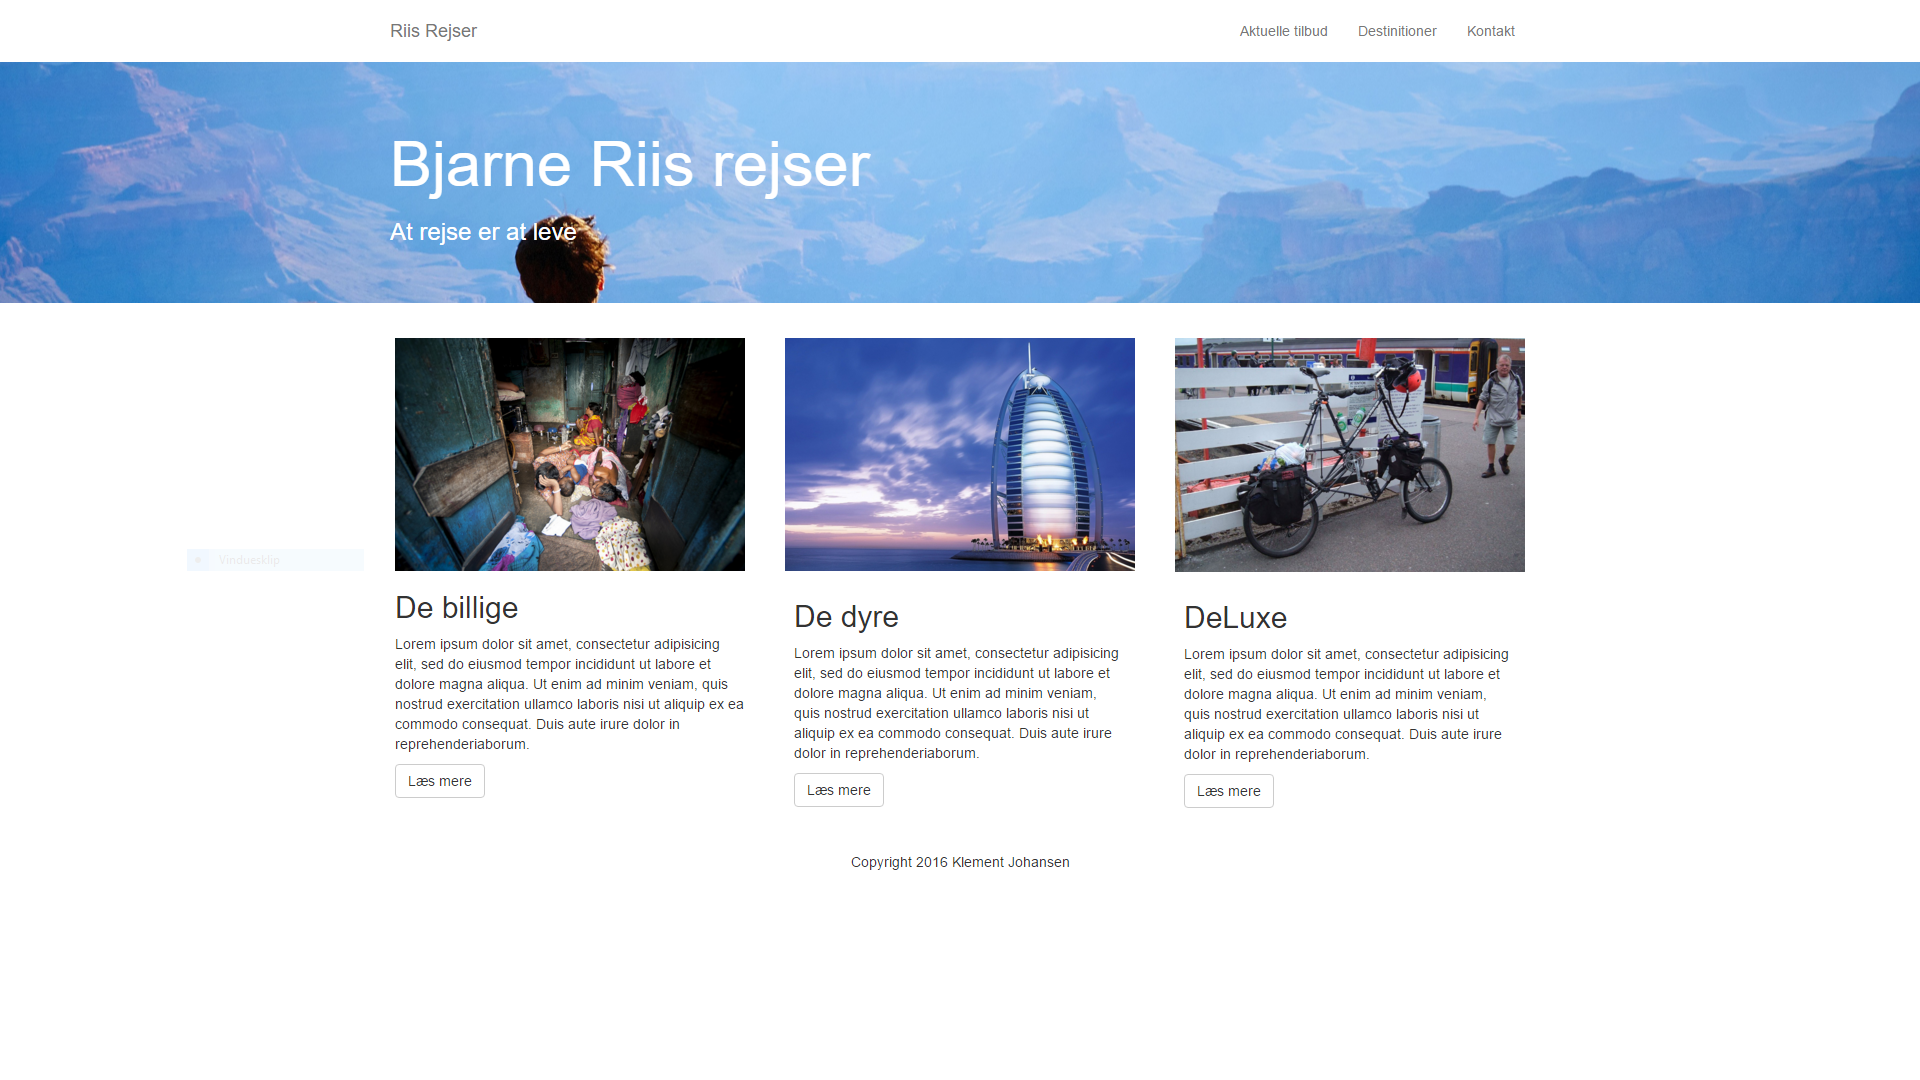 Riis Rejser
Aktuelle tilbud
Destinitioner
Kontakt
Bjarne Riis rejser
At rejse er at leve
Vinduesklip
De billige
Lorem ipsum dolor sit amet, consectetur adipisicing
elit, sed do eiusmod tempor incididunt ut labore et
dolore magna aliqua. Ut enim ad minim veniam, quis
nostrud exercitation ullamco laboris nisi ut aliquip ex ea
commodo consequat. Duis aute irure dolor in
reprehenderiaborum.
Læs mere
De dyre
Lorem ipsum dolor sit amet, consectetur adipisicing
elit, sed do eiusmod tempor incididunt ut labore et
dolore magna aliqua. Ut enim ad minim veniam,
quis nostrud exercitation ullamco laboris nisi ut
aliquip ex ea commodo consequat. Duis aute irure
dolor in reprehenderiaborum.
Læs mere
DeLuxe
Lorem ipsum dolor sit amet, consectetur adipisicing
elit, sed do eiusmod tempor incididunt ut labore et
dolore magna aliqua. Ut enim ad minim veniam,
quis nostrud exercitation ullamco laboris nisi ut
aliquip ex ea commodo consequat. Duis aute irure
dolor in reprehenderiaborum.
Læs mere
Copyright 2016 Klement Johansen